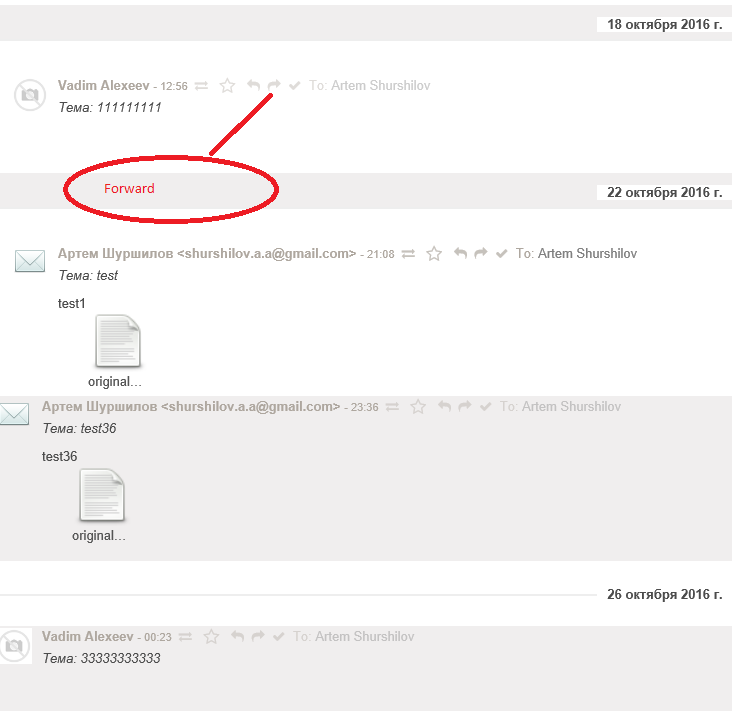 18 октября 2016 г.
Vadim Alexeev - 12:56 To: Artem Shurshilov
Тема: 111111111
Forward
22 октября 2016 г.
Артем Шуршилов <shurshilov.a.a@gmail.com> - 21:08 To: Artem Shurshilov
Тема: test
test1
original...
Артем Шуршилов <shurshilov.a.a@gmail.com> - 23:36 To: Artem Shurshilov
Тема: test36
test36
original...
26 октября 2016 г.
Vadim Alexeev - 00:23 To: Artem Shurshilov
Тема: 33333333333